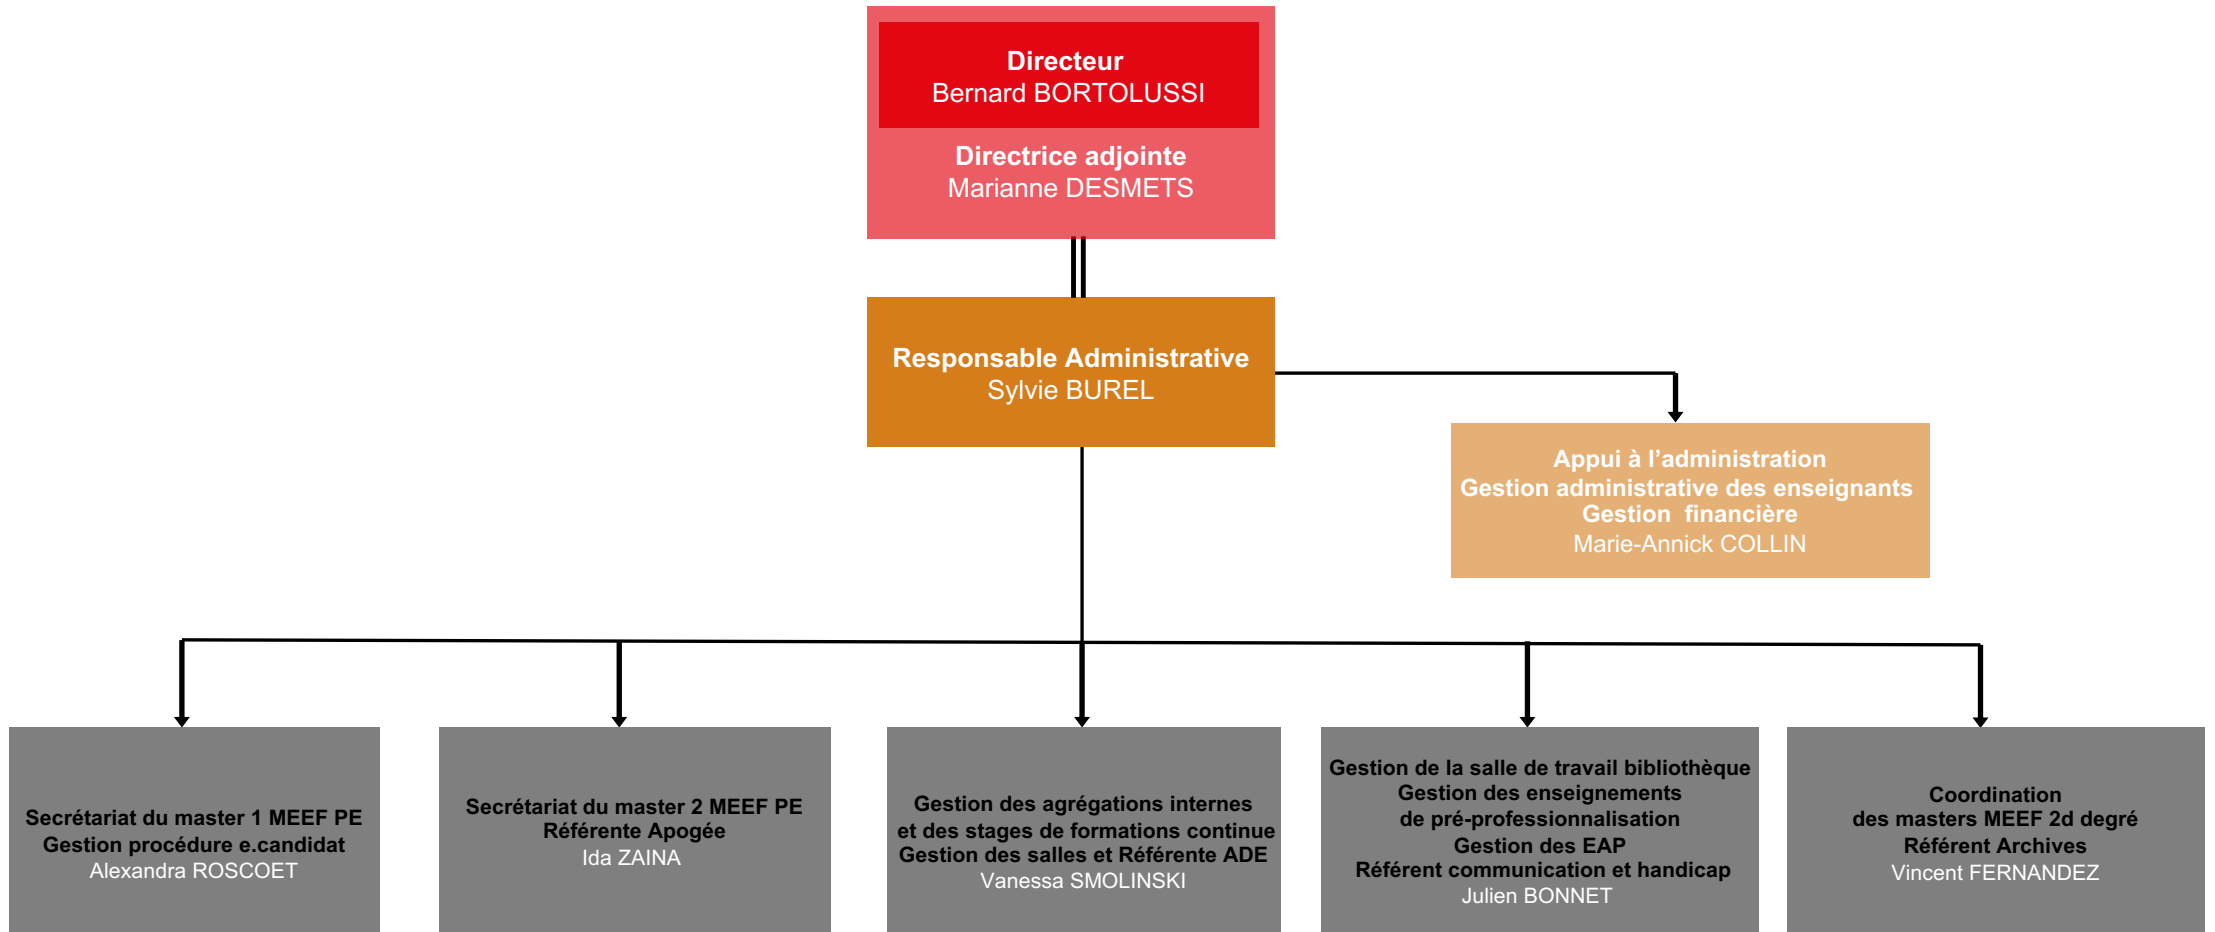 Directeur
Bernard BORTOLUSSI
Directrice adjointe
Marianne DESMETS
Responsable Administrative
Sylvie BUREL
Appui à l’administration
Gestion administrative des enseignants
Gestion financière
Marie-Annick COLLIN
Secrétariat du master 1 MEEF PE
Gestion procédure e.candidat
Alexandra ROSCOET
Secrétariat du master 2 MEEF PE
Référente Apogée
Ida ZAINA
Gestion des agrégations internes
et des stages de formations continue
Gestion des salles et Référente ADE
Vanessa SMOLINSKI
Gestion de la salle de travail bibliothèque
Gestion des enseignements
de pré-professionnalisation
Gestion des EAP
Référent communication et handicap
Julien BONNET
Coordination
des masters MEEF 2d degré
Référent Archives
Vincent FERNANDEZ